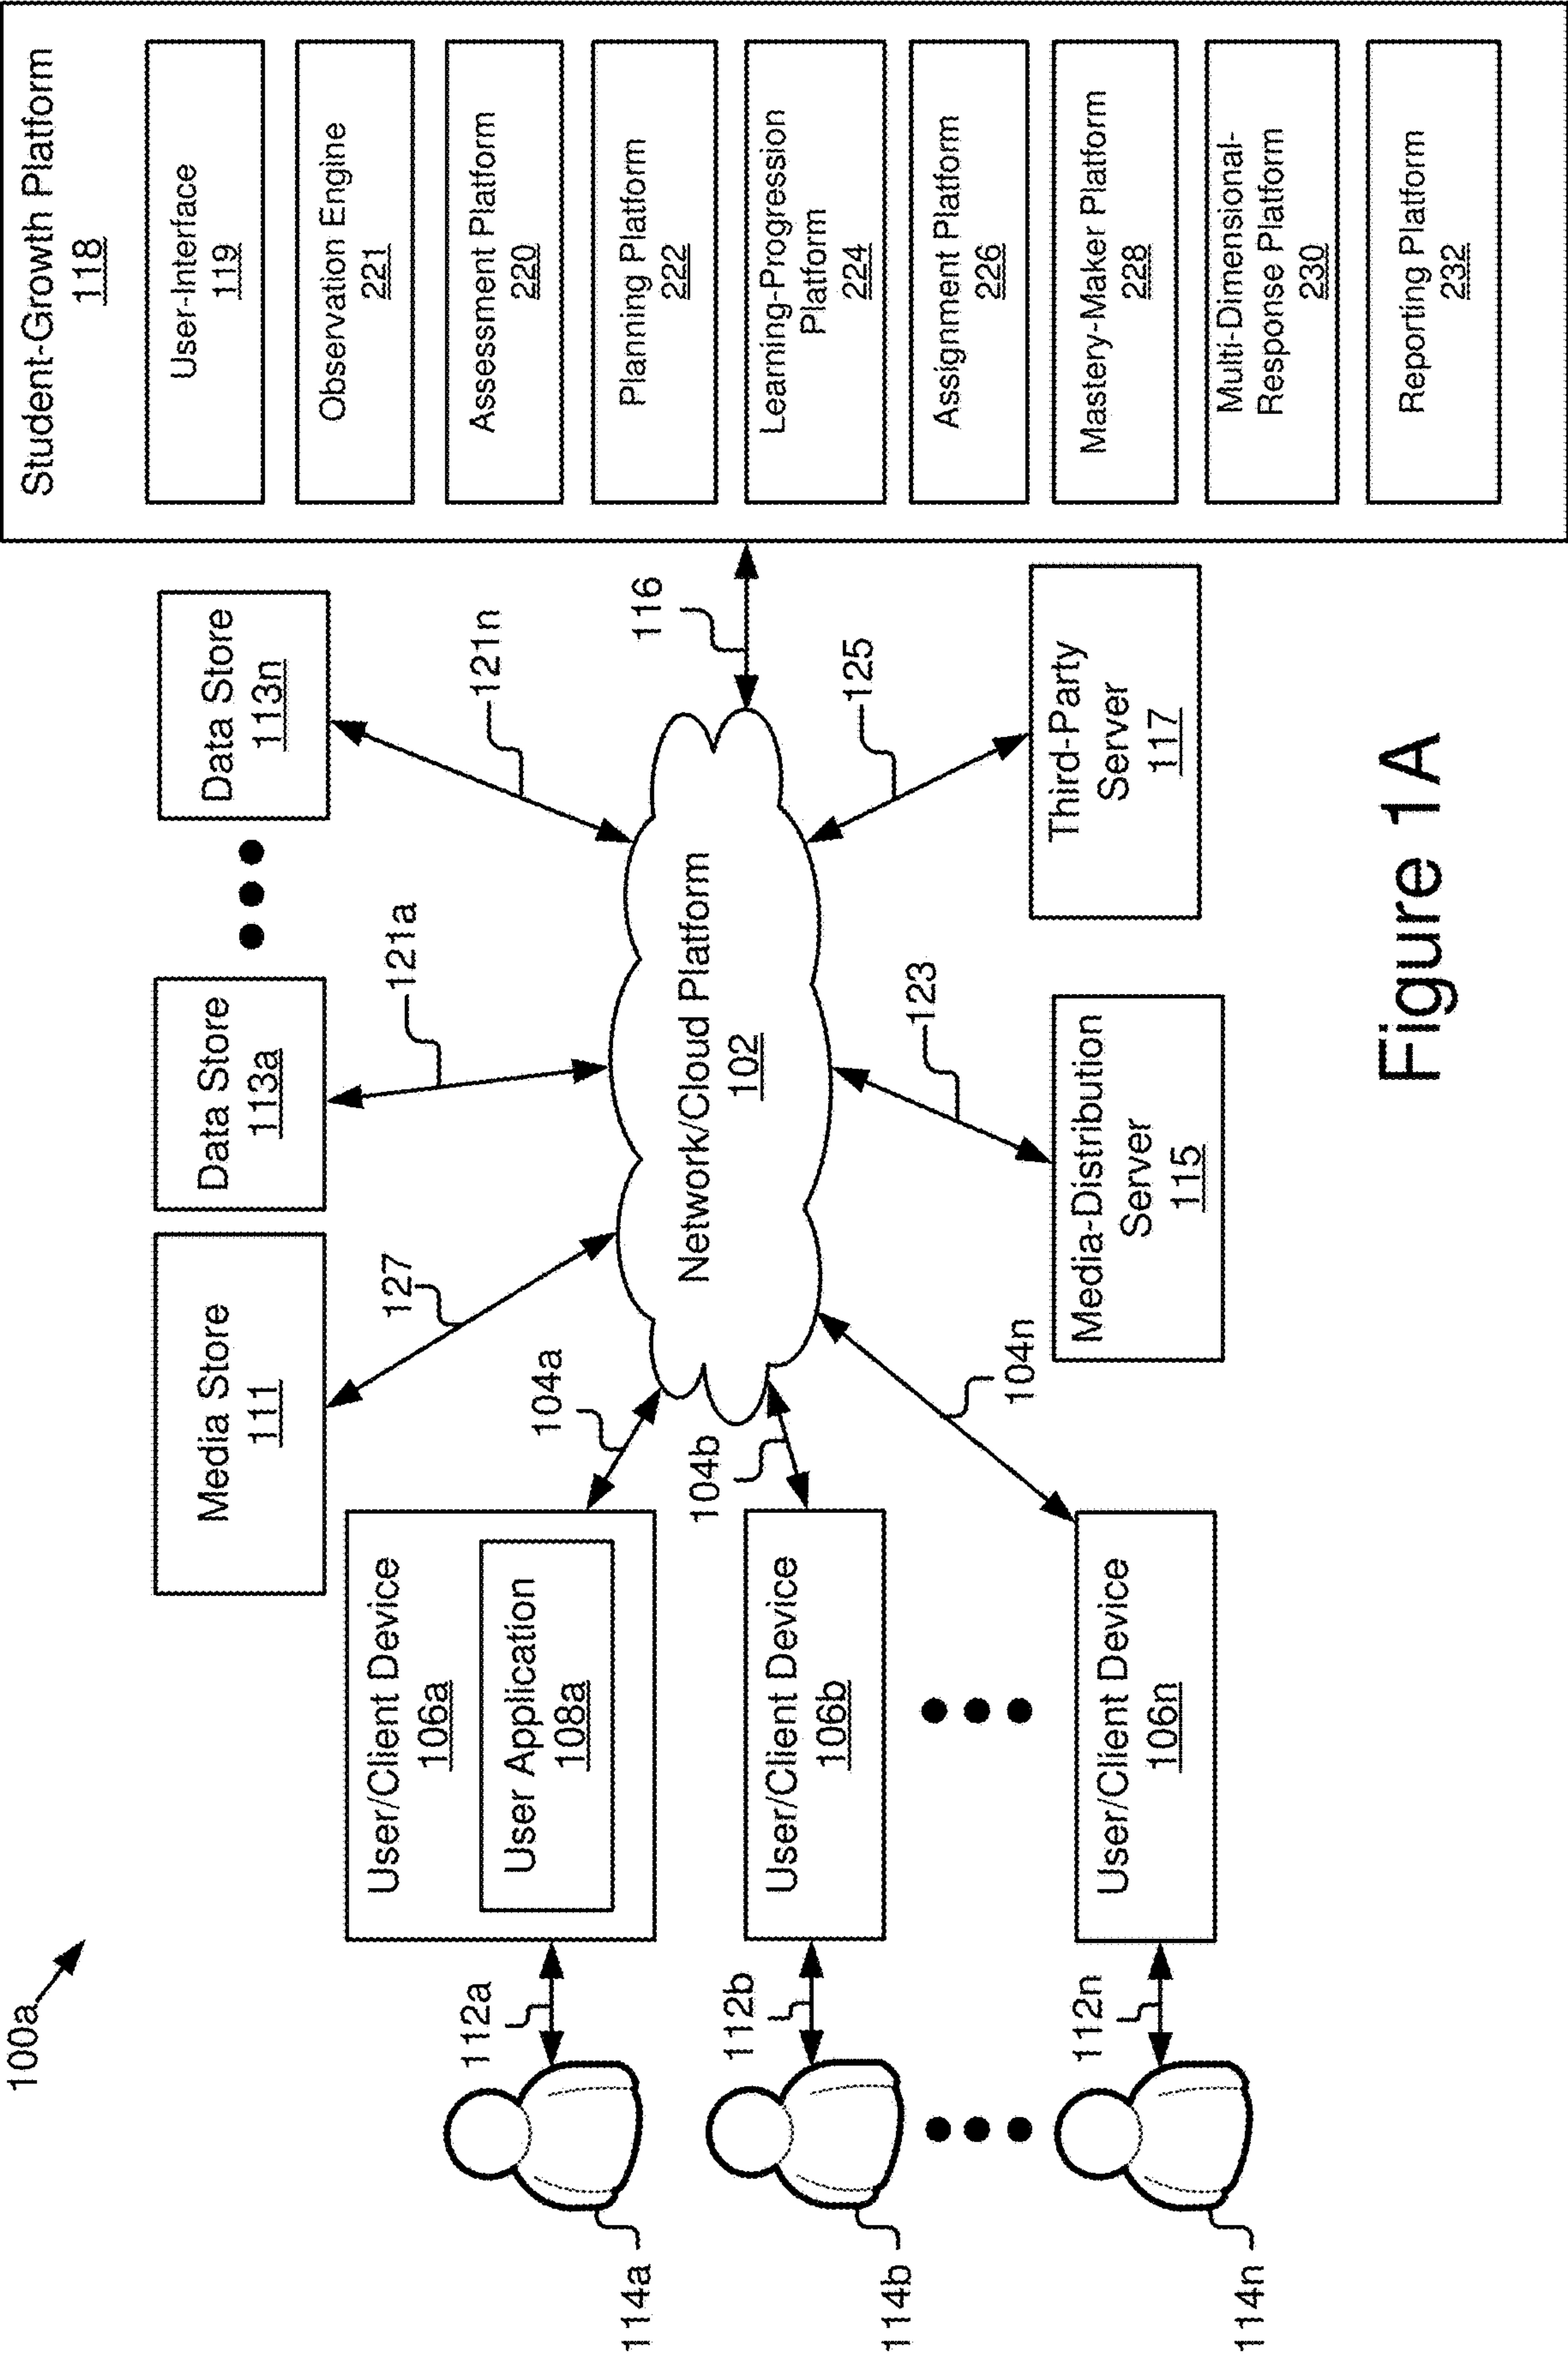 100a
Media Store
111
Data Store
113a
Data Store
113n
127
121a
121n
User/Client Device
106a
User Application
108a
112a
114a
104a
User/Client Device
106b
112b
114b
104b
User/Client Device
106n
112n
114n
104n
Network/Cloud Platform
102
116
123
125
Media-Distribution
Server
115
Third-Party
Server
117
Student-Growth Platform
118
User-Interface
119
Observation Engine
221
Assessment Platform
220
Planning Platform
222
Learning-Progression
Platform
224
Assignment Platform
226
Mastery-Maker Platform
228
Multi-Dimensional-
Response Platform
230
Reporting Platform
232
Figure 1A